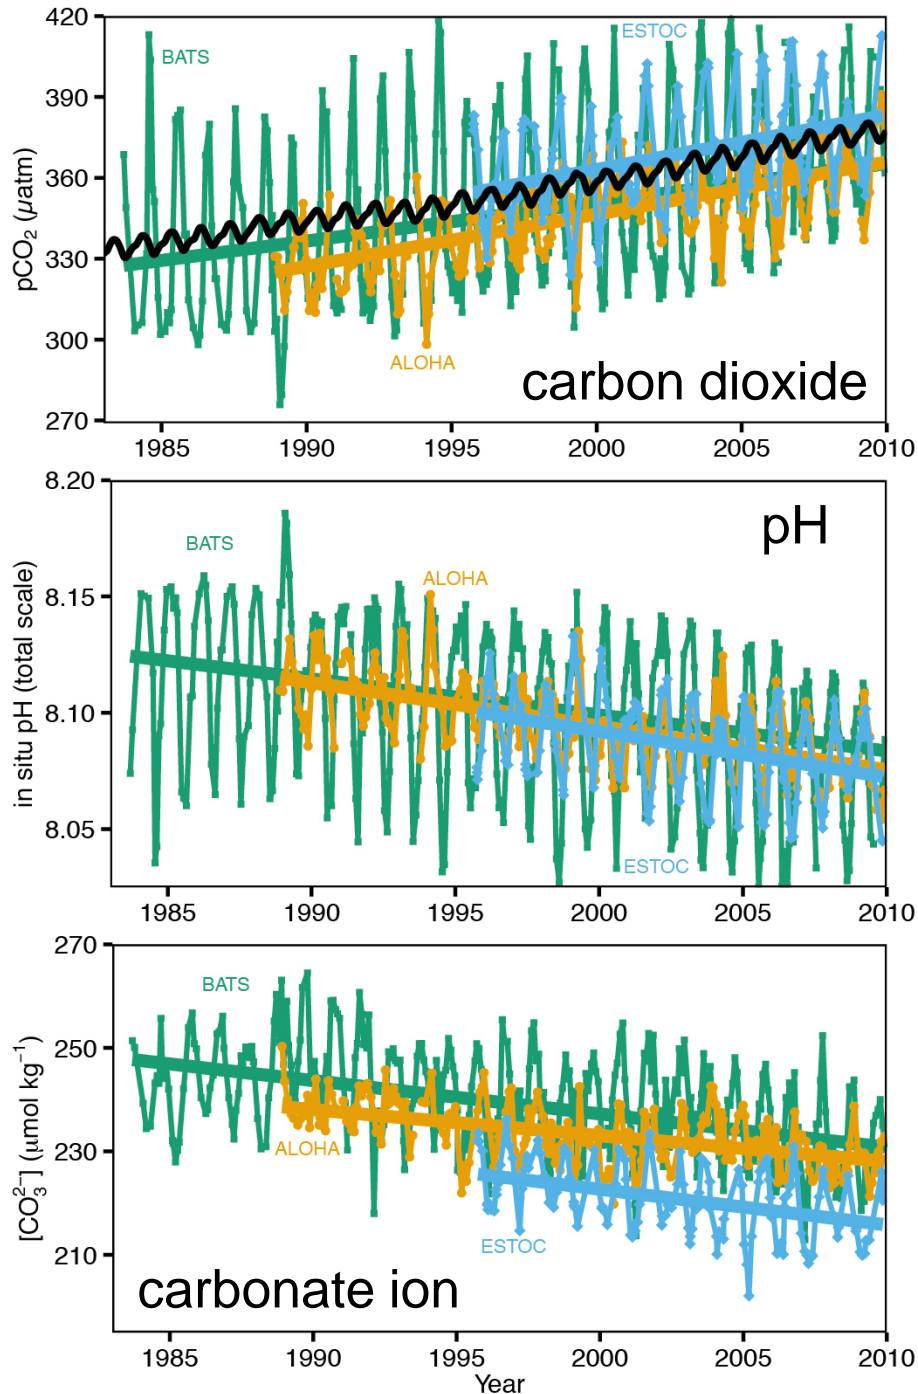 420
390
360
330
300
270
pCO₂ (µatm)
BATS
ESTOC
ALOHA
carbon dioxide
1985 1990 1995 2000 2005 2010
8.20
8.15
8.10
8.05
in situ pH (total scale)
pH
BATS
ALOHA
ESTOC
1985 1990 1995 2000 2005 2010
270
250
230
210
[CO₃²⁻] (µmol kg⁻¹)
BATS
ALOHA
ESTOC
carbonate ion
1985 1990 1995 2000 2005 2010
Year